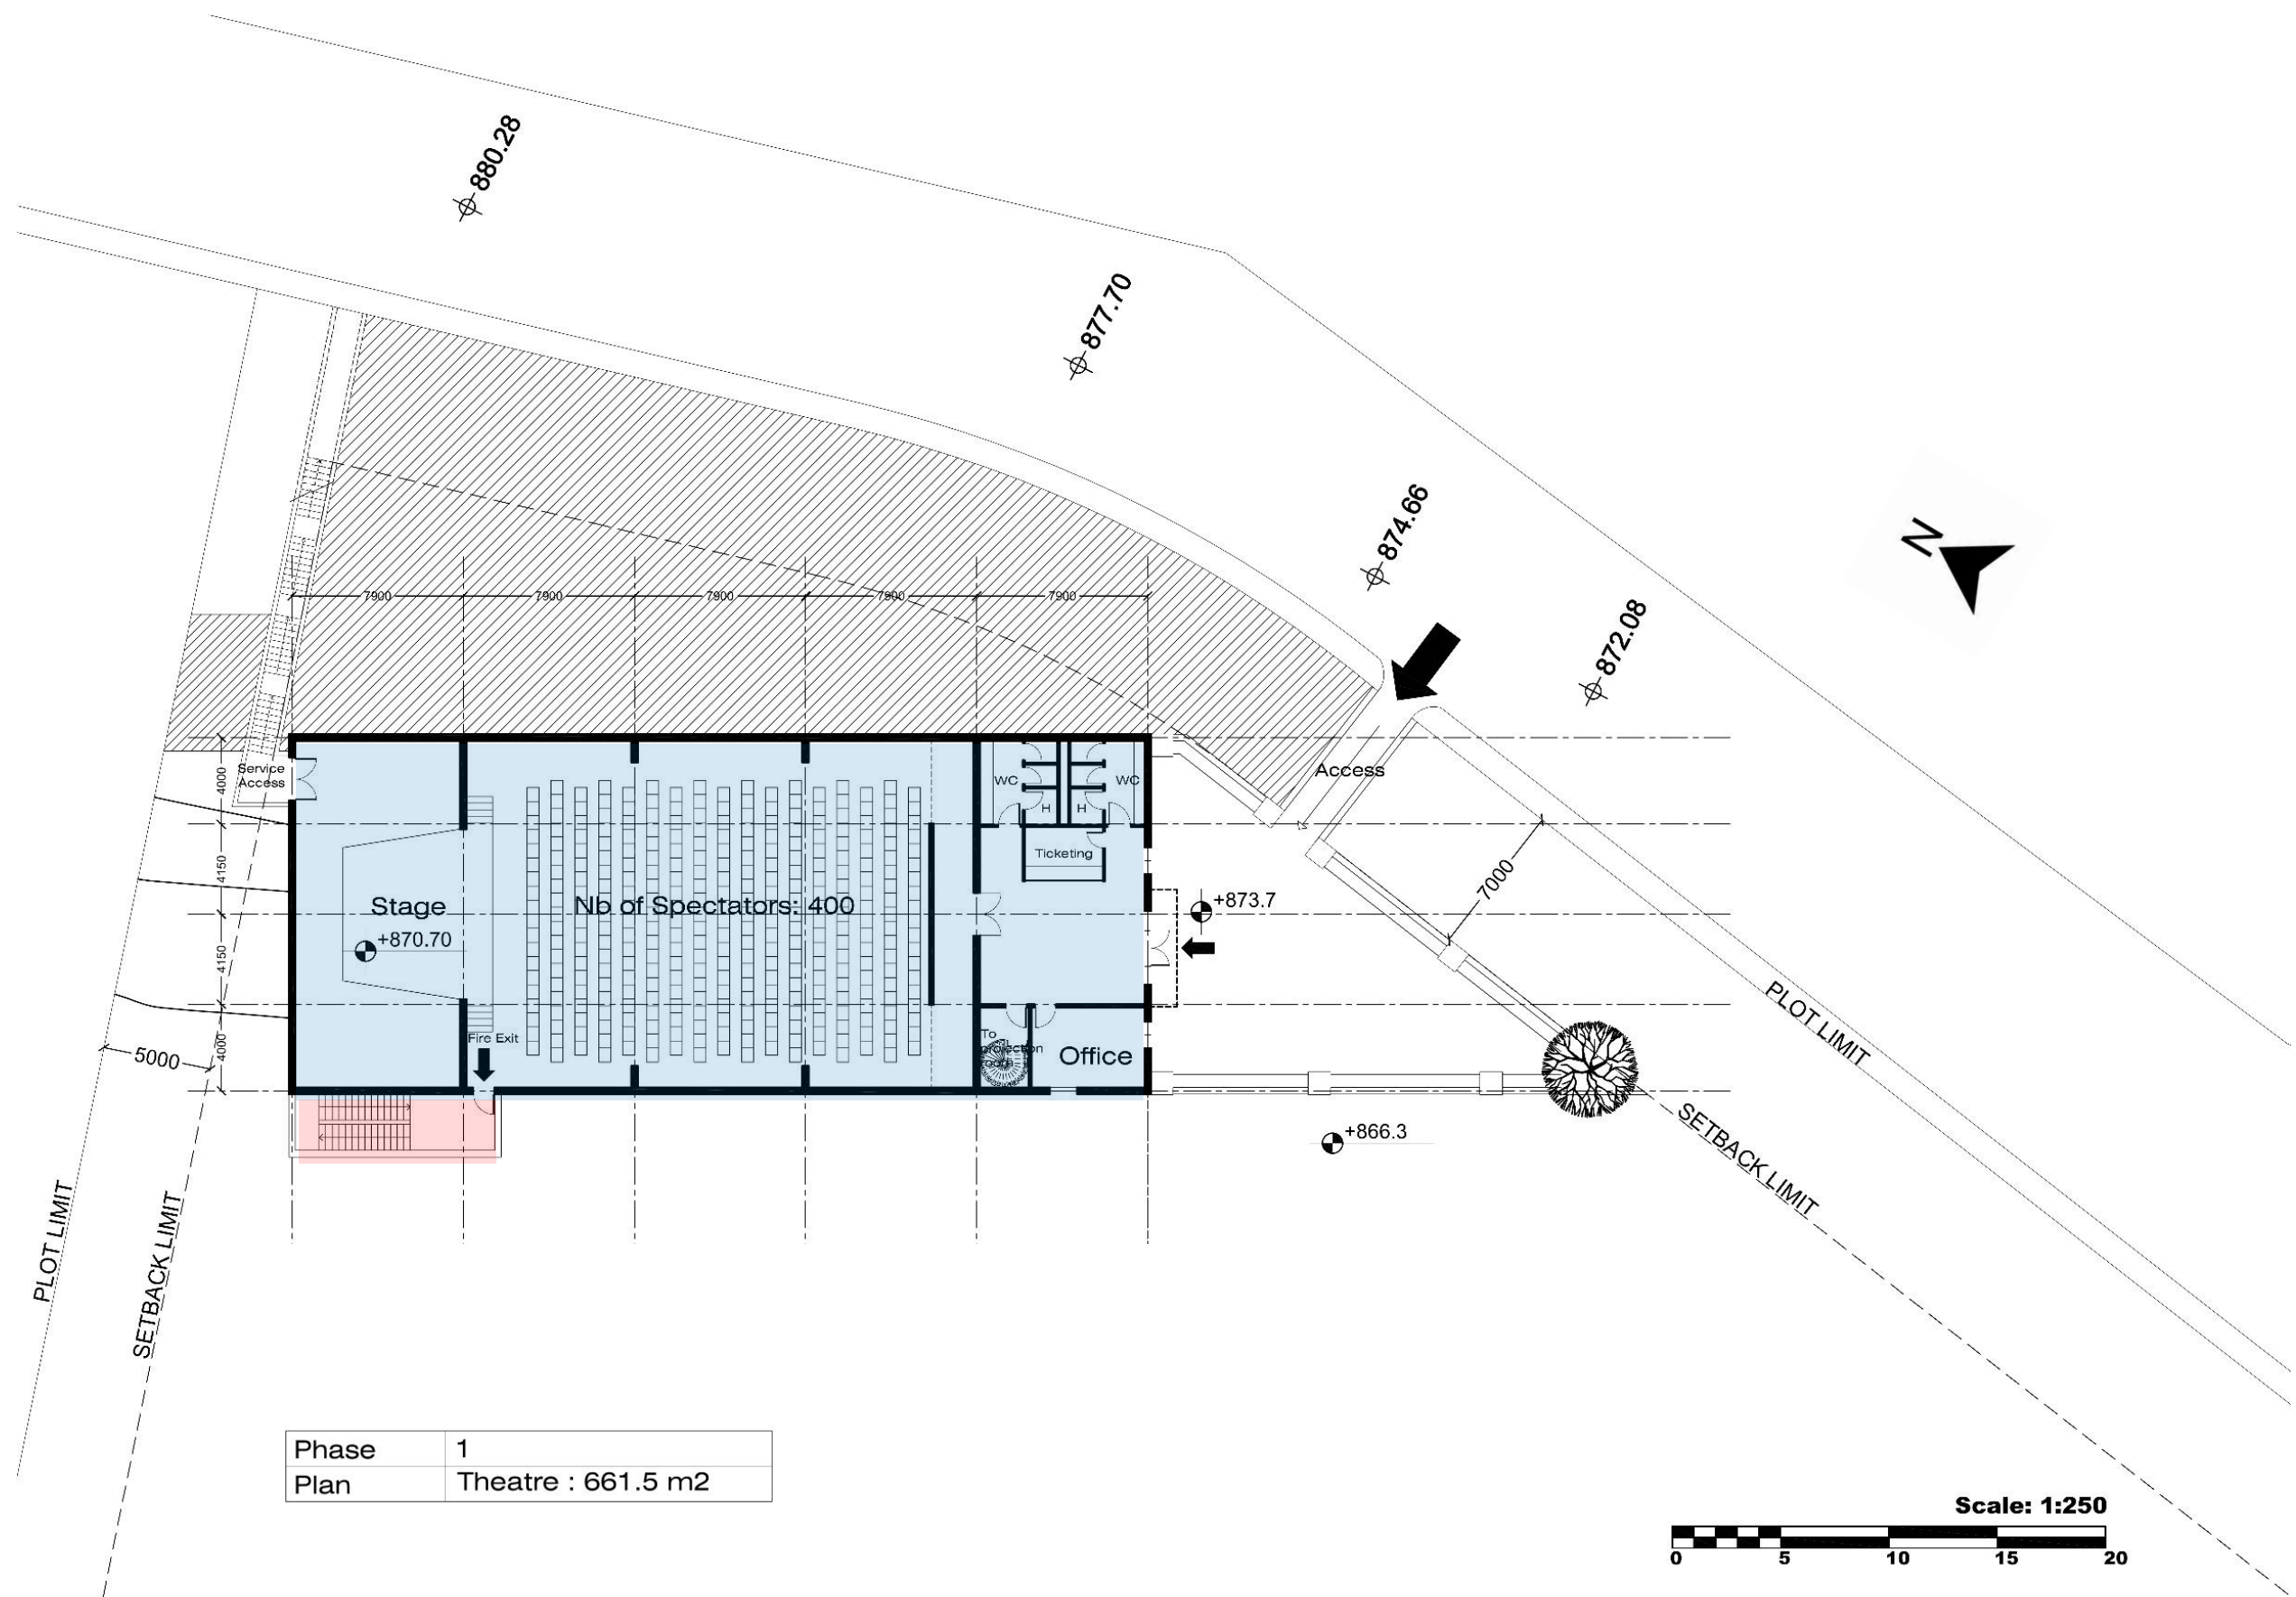 880.28
877.70
874.66
N
872.08
7900
7900
7900
7900
7900
Service
Access
4000
4150
4150
4000
WC
WC
H
H
Access
Ticketing
7000
Stage
Nb of Spectators: 400
+873.7
+870.70
Fire Exit
To
projection
room
Office
5000
PLOT LIMIT
+866.3
SETBACK LIMIT
PLOT LIMIT
SETBACK LIMIT
Phase 1
Plan Theatre : 661.5 m2
Scale: 1:250
0 5 10 15 20